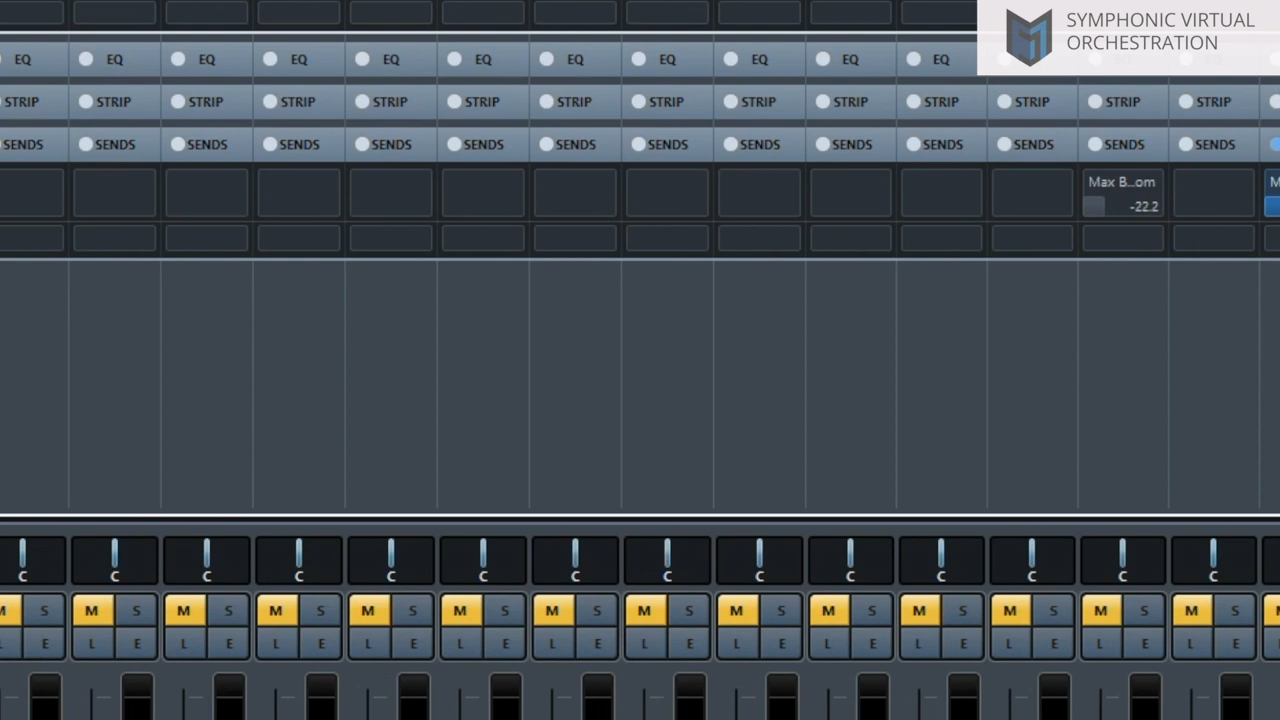 SYMPHONIC VIRTUAL
ORCHESTRATION
EQ EQ EQ EQ EQ EQ EQ EQ EQ EQ EQ
STRIP STRIP STRIP STRIP STRIP STRIP STRIP STRIP STRIP STRIP STRIP STRIP STRIP STRIP
SENDS SENDS SENDS SENDS SENDS SENDS SENDS SENDS SENDS SENDS SENDS SENDS SENDS SENDS
Max B...om M
-22.2
C C C C C C C C C C C C C C
M S M S M S M S M S M S M S M S M S M S M S M S M S M S M
L E L E L E L E L E L E L E L E L E L E L E L E L E L E